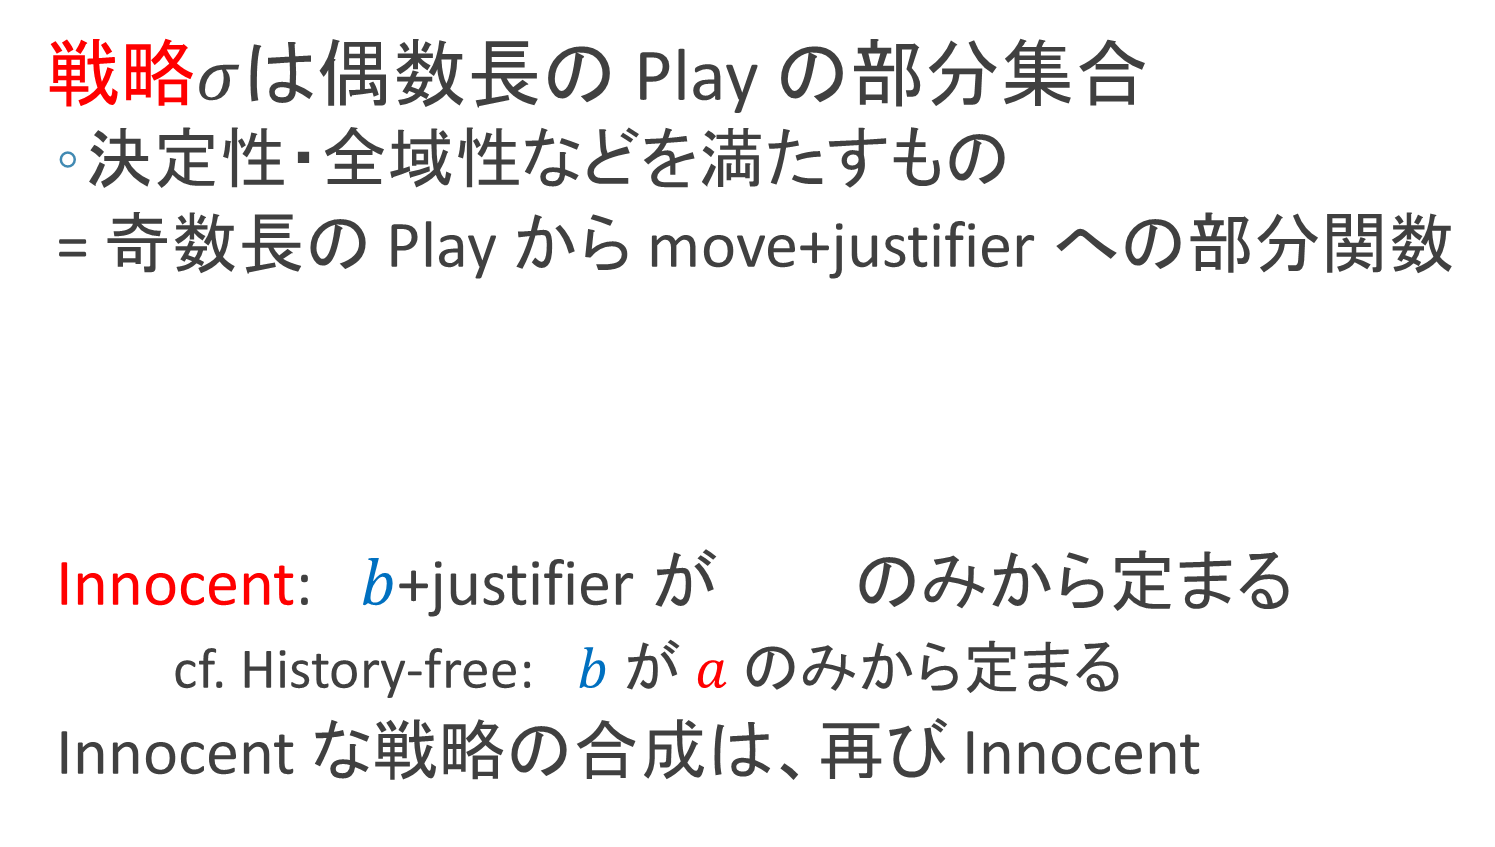 戦略σは偶数長の Play の部分集合
◦決定性・全域性などを満たすもの
= 奇数長の Play から move+justifier への部分関数
Innocent: b+justifier が のみから定まる
cf. History-free: b が a のみから定まる
Innocent な戦略の合成は、再び Innocent